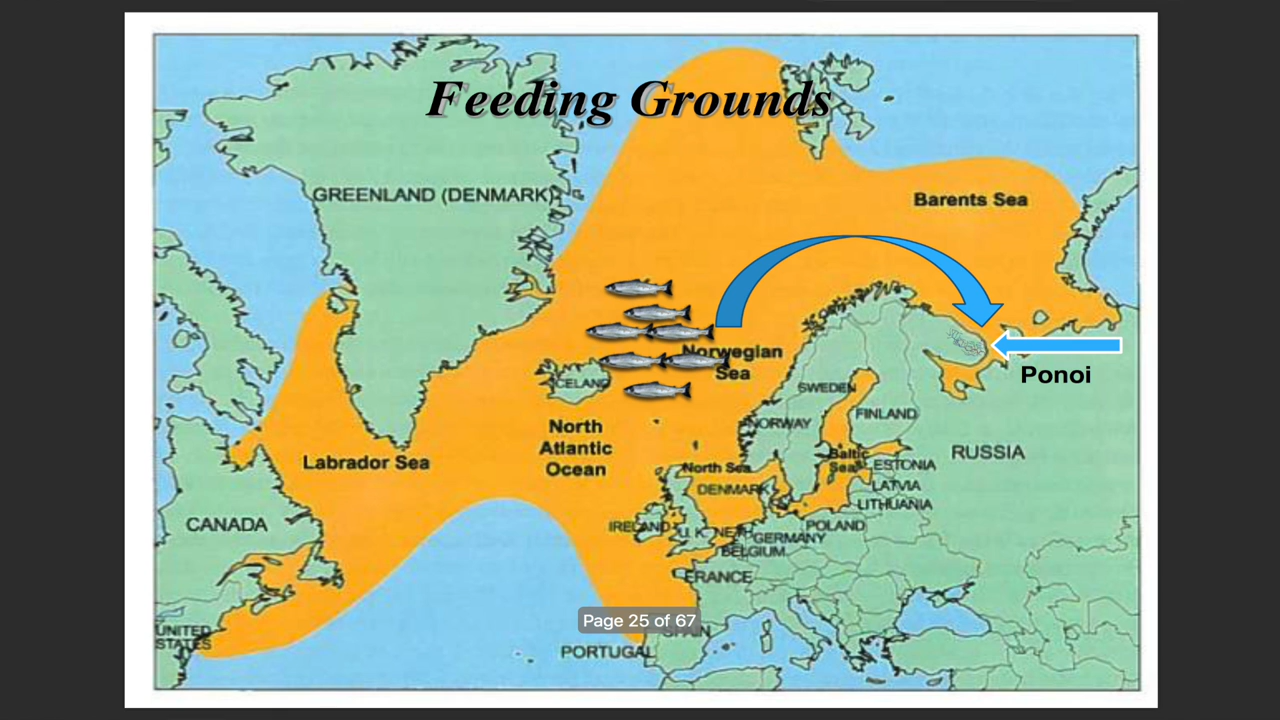 Feeding Grounds
GREENLAND (DENMARK)
Barents Sea
Norwegian
Sea
Ponoi
ICELAND
SWEDEN
FINLAND
NORWAY
North
Atlantic
Ocean
Labrador Sea
North Sea
Baltic
Sea
ESTONIA
RUSSIA
DENMARK
LATVIA
LITHUANIA
CANADA
IRELAND
U. K.
NETH
POLAND
GERMANY
BELGIUM
FRANCE
Page 25 of 67
UNITED
STATES
SPAIN
PORTUGAL